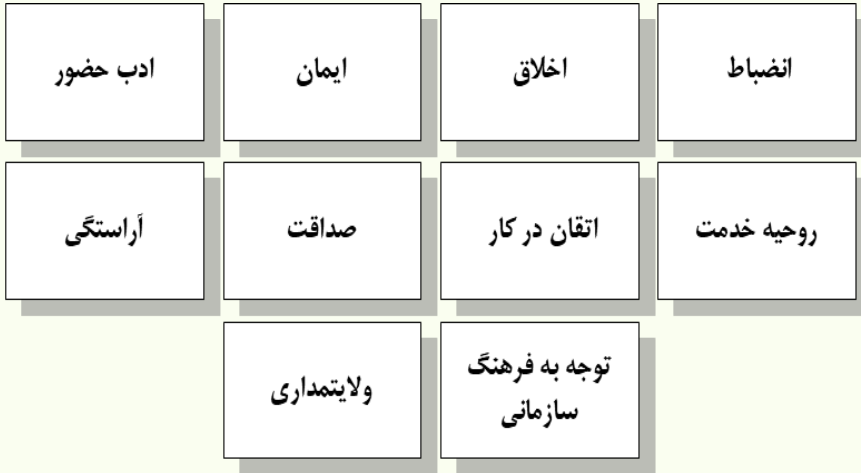 انضباط
اخلاق
ایمان
ادب حضور
روحیه خدمت
اتقان در کار
صداقت
آراستگی
توجه به فرهنگ
سازمانی
ولایتمداری